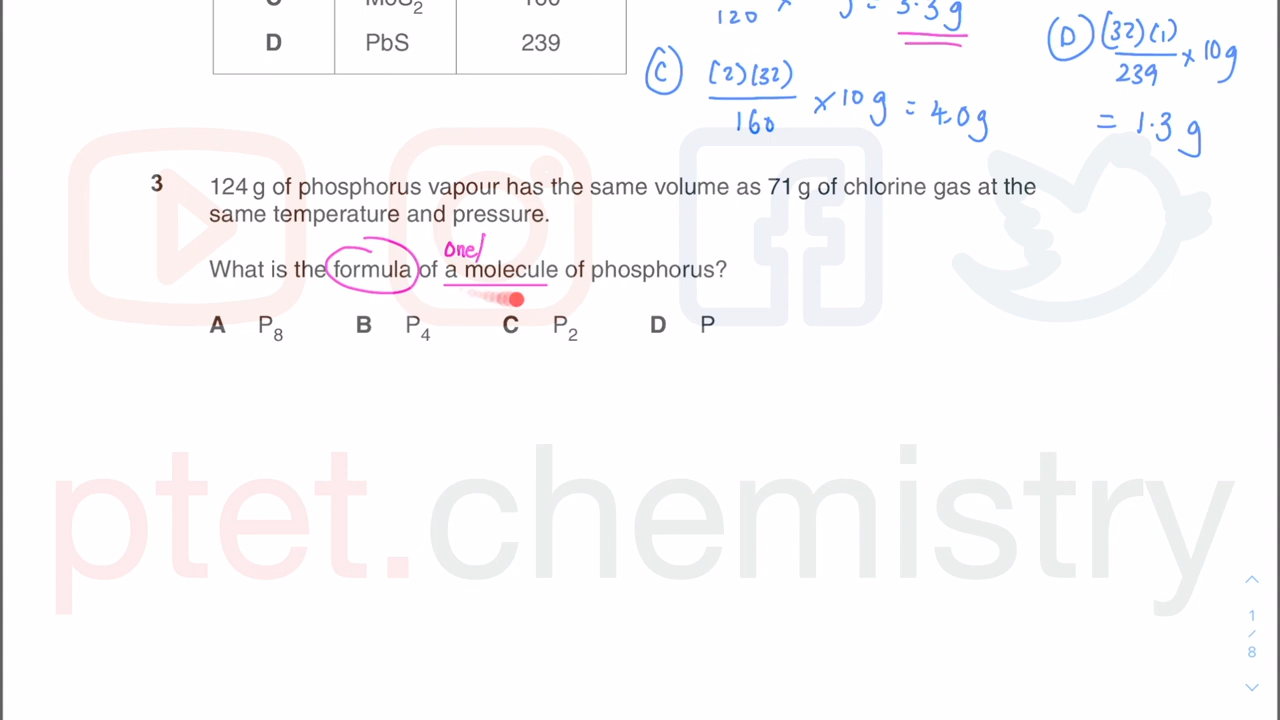 D PbS 239
120 × g = 3.3g
(D) (32)(1)/239 × 10g
= 1.3 g
(C) (2)(32)/160 × 10 g = 4.0g
3 124 g of phosphorus vapour has the same volume as 71 g of chlorine gas at the
same temperature and pressure.
one/
What is the formula of a molecule of phosphorus?
A P8 B P4 C P2 D P
ptet.chemistry
1
/
8